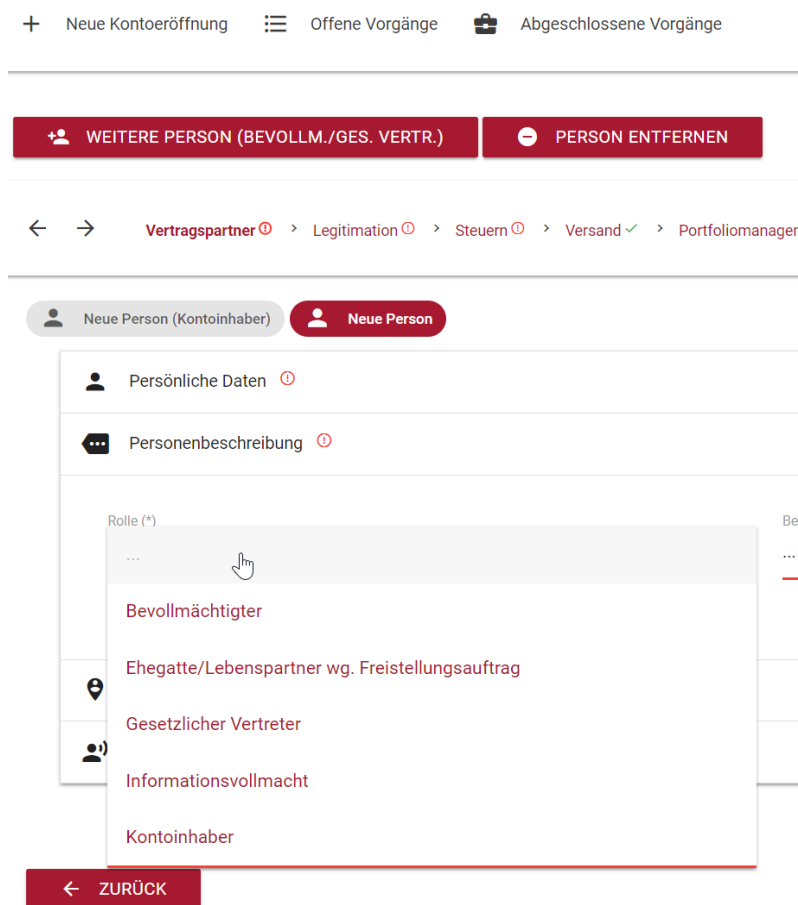 Neue Kontoeröffnung Offene Vorgänge Abgeschlossene Vorgänge
WEITERE PERSON (BEVOLLM./GES. VERTR.) PERSON ENTFERNEN
Vertragspartner > Legitimation > Steuern > Versand > Portfoliomanager
Neue Person (Kontoinhaber) Neue Person
Persönliche Daten
Personenbeschreibung
Rolle (*) Be
... ...
Bevollmächtigter
Ehegatte/Lebenspartner wg. Freistellungsauftrag
Gesetzlicher Vertreter
Informationsvollmacht
Kontoinhaber
ZURÜCK